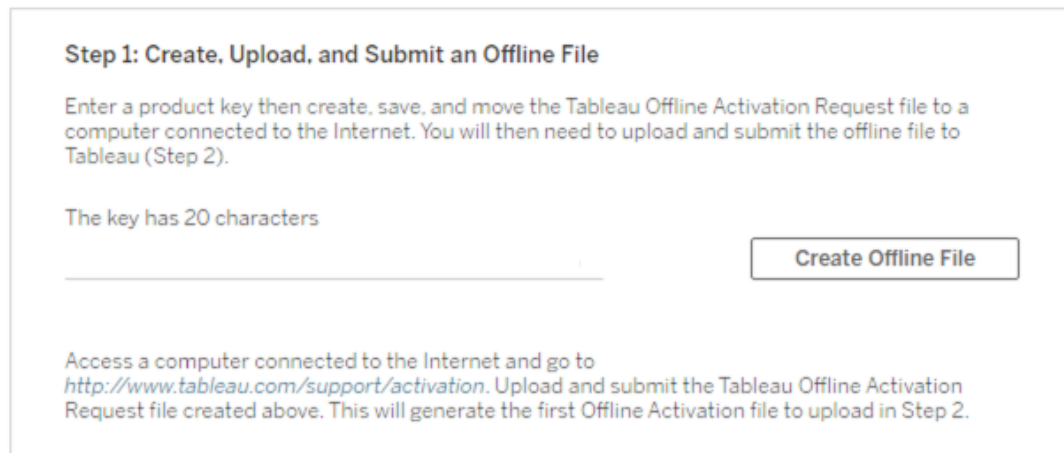 Step 1: Create, Upload, and Submit an Offline File
Enter a product key then create, save, and move the Tableau Offline Activation Request file to a
computer connected to the Internet. You will then need to upload and submit the offline file to
Tableau (Step 2).
The key has 20 characters
Create Offline File
Access a computer connected to the Internet and go to
http://www.tableau.com/support/activation. Upload and submit the Tableau Offline Activation
Request file created above. This will generate the first Offline Activation file to upload in Step 2.